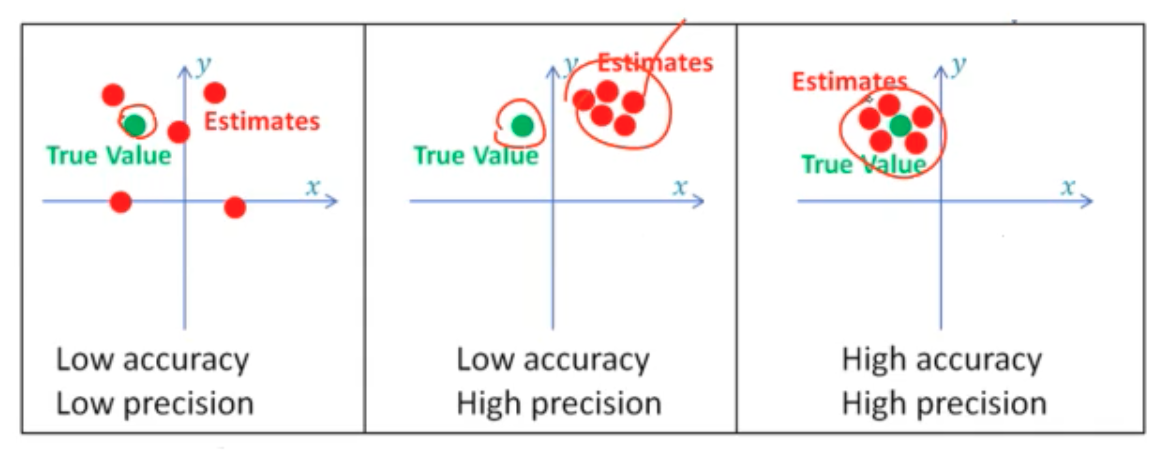 y
Estimates
True Value
x
Low accuracy
Low precision
y
Estimates
True Value
x
Low accuracy
High precision
y
Estimates
True Value
x
High accuracy
High precision